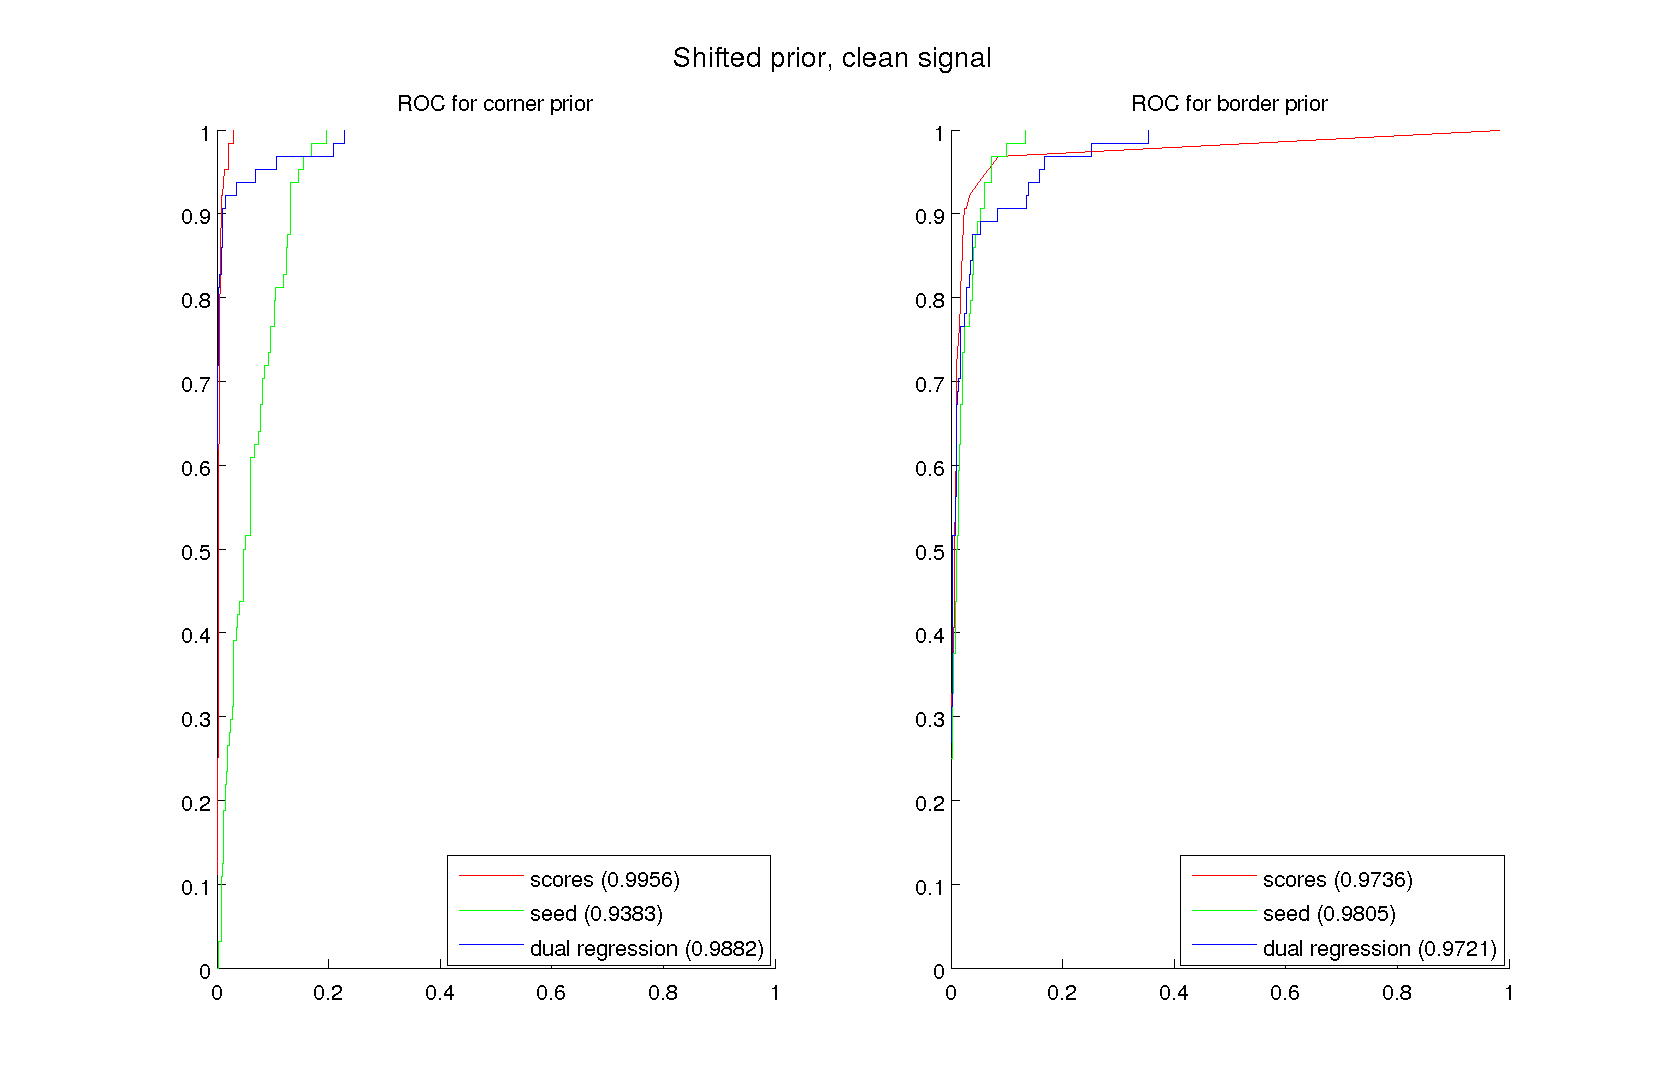 Shifted prior, clean signal
ROC for corner prior
1
0.9
0.8
0.7
0.6
0.5
0.4
0.3
0.2
0.1
0
0 0.2 0.4 0.6 0.8 1
scores (0.9956)
seed (0.9383)
dual regression (0.9882)
ROC for border prior
1
0.9
0.8
0.7
0.6
0.5
0.4
0.3
0.2
0.1
0
0 0.2 0.4 0.6 0.8 1
scores (0.9736)
seed (0.9805)
dual regression (0.9721)